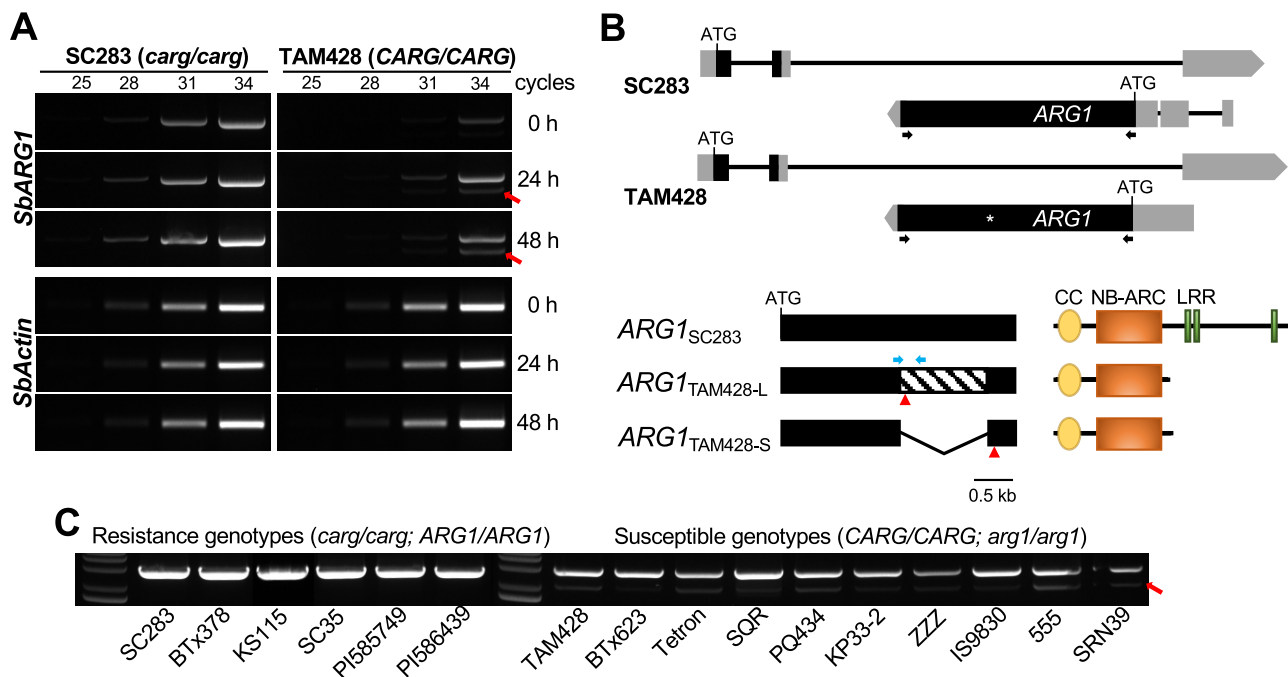 A
SC283 (carg/carg)
TAM428 (CARG/CARG)
25 28 31 34 25 28 31 34 cycles
SbARG1
0 h
24 h
48 h
SbActin
0 h
24 h
48 h
B
ATG
SC283
ATG
ARG1
ATG
TAM428
ATG
* ARG1
ATG
CC NB-ARC LRR
ARG1SC283
ARG1TAM428-L
ARG1TAM428-S
0.5 kb
C
Resistance genotypes (carg/carg; ARG1/ARG1)
Susceptible genotypes (CARG/CARG; arg1/arg1)
SC283
BTx378
KS115
SC35
PI585749
PI586439
TAM428
BTx623
Tetron
SQR
PQ434
KP33-2
ZZZ
IS9830
555
SRN39